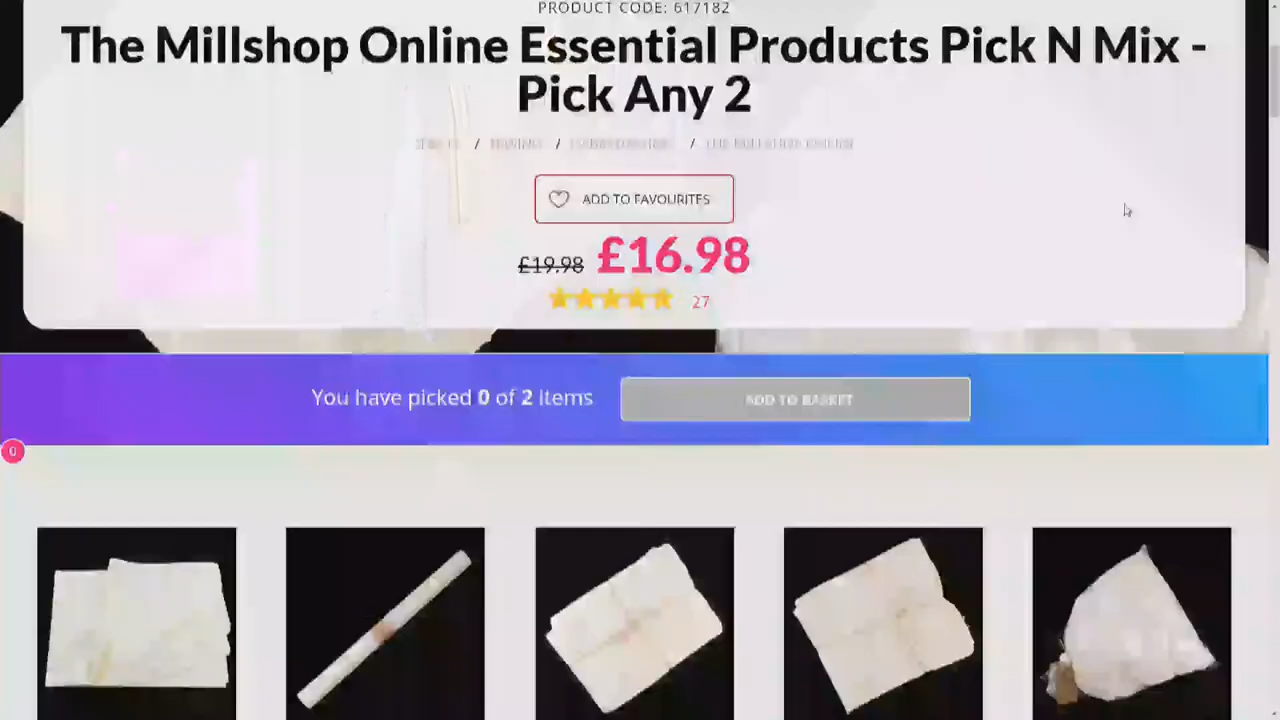 PRODUCT CODE: 617182
The Millshop Online Essential Products Pick N Mix -
Pick Any 2
/ / /
ADD TO FAVOURITES
£19.98 £16.98
27
You have picked 0 of 2 items
ADD TO BASKET
0